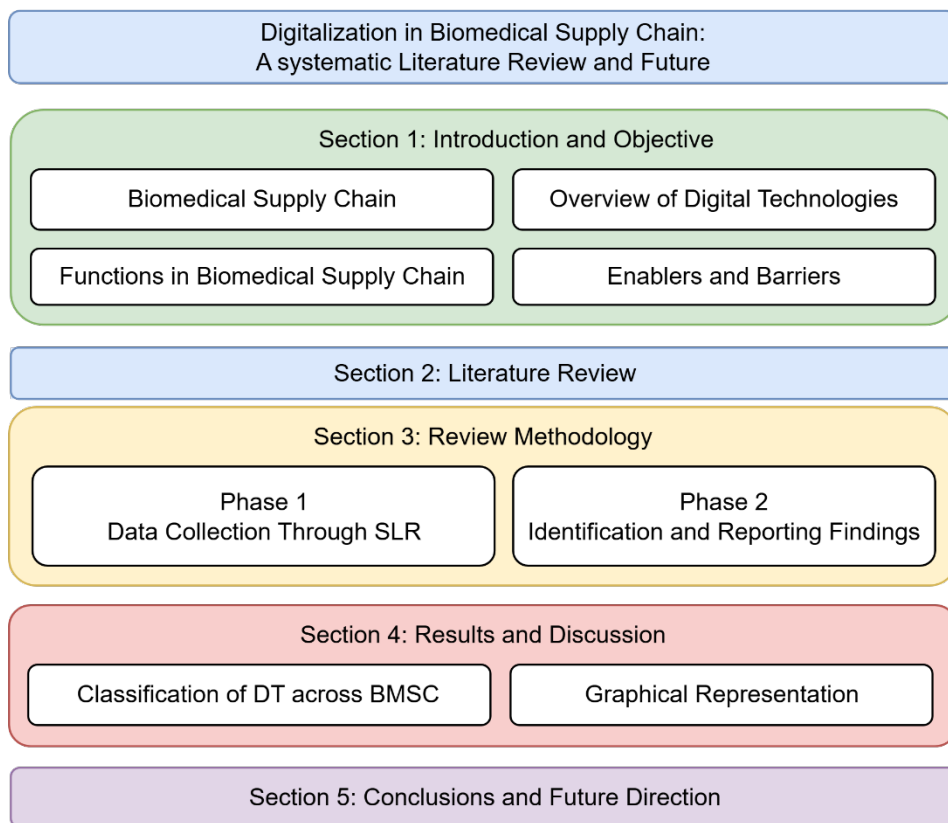 Digitalization in Biomedical Supply Chain:
A systematic Literature Review and Future
Section 1: Introduction and Objective
Biomedical Supply Chain
Overview of Digital Technologies
Functions in Biomedical Supply Chain
Enablers and Barriers
Section 2: Literature Review
Section 3: Review Methodology
Phase 1
Data Collection Through SLR
Phase 2
Identification and Reporting Findings
Section 4: Results and Discussion
Classification of DT across BMSC
Graphical Representation
Section 5: Conclusions and Future Direction